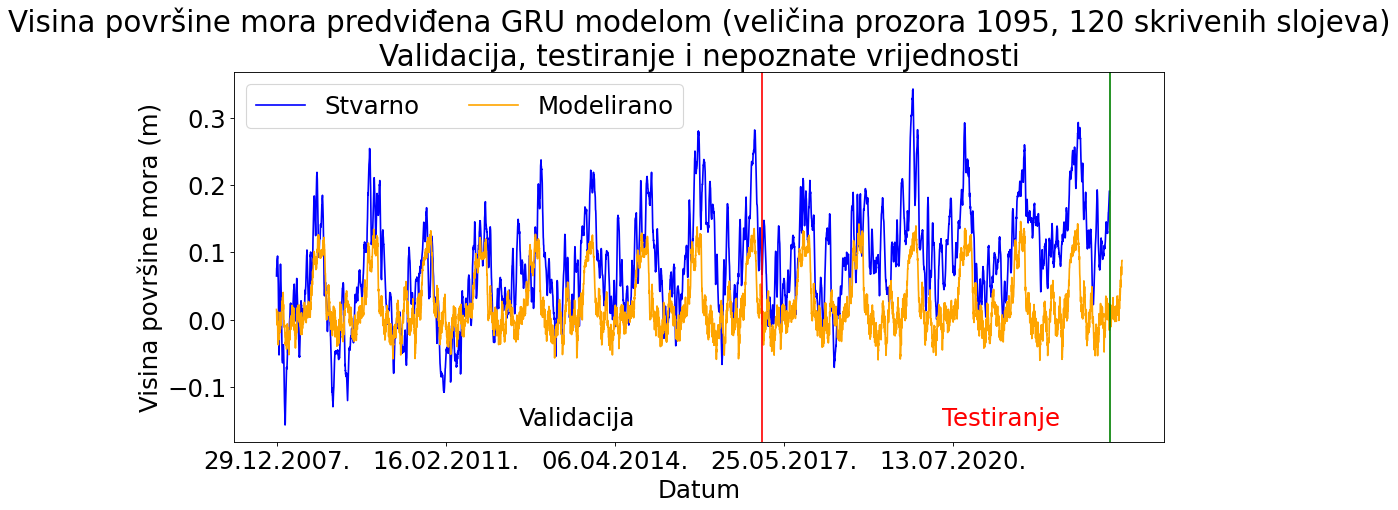 Visina površine mora predviđena GRU modelom (veličina prozora 1095, 120 skrivenih slojeva)
Validacija, testiranje i nepoznate vrijednosti
Stvarno
Modelirano
Visina površine mora (m)
0.3
0.2
0.1
0.0
−0.1
Validacija
Testiranje
29.12.2007.
16.02.2011.
06.04.2014.
25.05.2017.
13.07.2020.
Datum